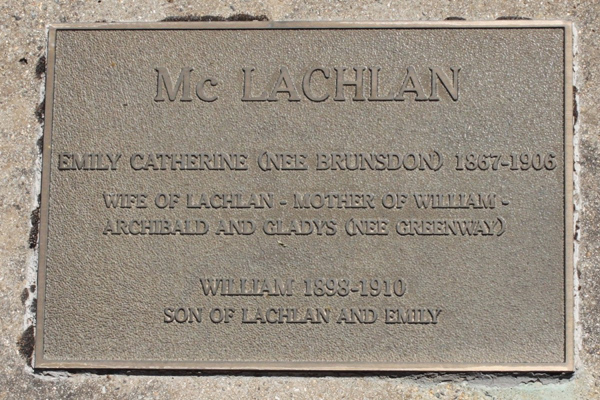 Mc LACHLAN
EMILY CATHERINE (NEE BRUNSDON) 1867-1906
WIFE OF LACHLAN - MOTHER OF WILLIAM -
ARCHIBALD AND GLADYS (NEE GREENWAY)
WILLIAM 1898-1910
SON OF LACHLAN AND EMILY